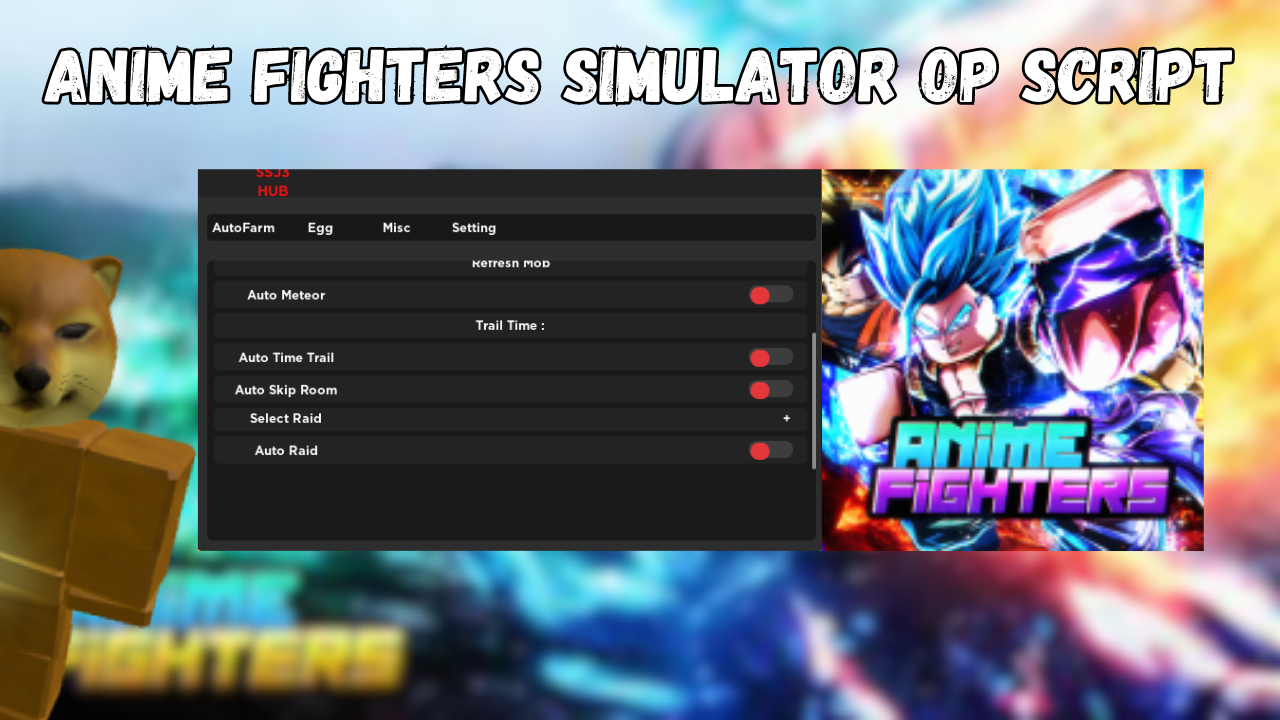 ANIME FIGHTERS SIMULATOR OP SCRIPT
SSJ3
HUB
AutoFarm Egg Misc Setting
Refresh Mob
Auto Meteor
Trail Time :
Auto Time Trail
Auto Skip Room
Select Raid +
Auto Raid
ANiME
FiGHTERS
FIGHTERS